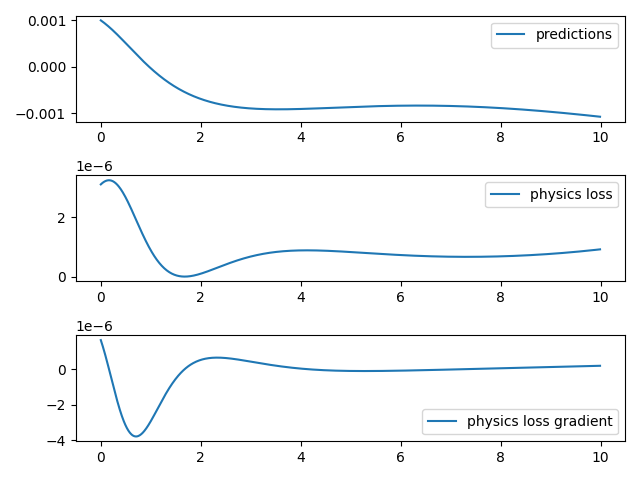 0.001
0.000
−0.001
predictions
0 2 4 6 8 10
1e−6
2
0
physics loss
0 2 4 6 8 10
1e−6
0
−2
−4
physics loss gradient
0 2 4 6 8 10